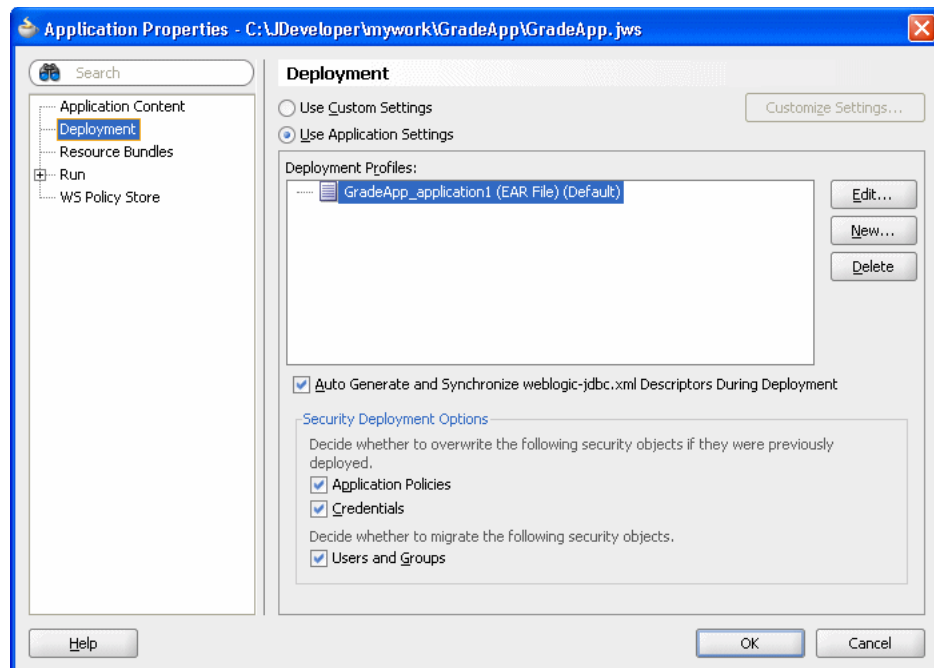 Application Properties - C:\JDeveloper\mywork\GradeApp\GradeApp.jws
Search
Application Content
Deployment
Resource Bundles
Run
WS Policy Store
Deployment
Use Custom Settings
Customize Settings...
Use Application Settings
Deployment Profiles:
GradeApp_application1 (EAR File) (Default)
Edit...
New...
Delete
Auto Generate and Synchronize weblogic-jdbc.xml Descriptors During Deployment
Security Deployment Options
Decide whether to overwrite the following security objects if they were previously
deployed.
Application Policies
Credentials
Decide whether to migrate the following security objects.
Users and Groups
Help
OK
Cancel